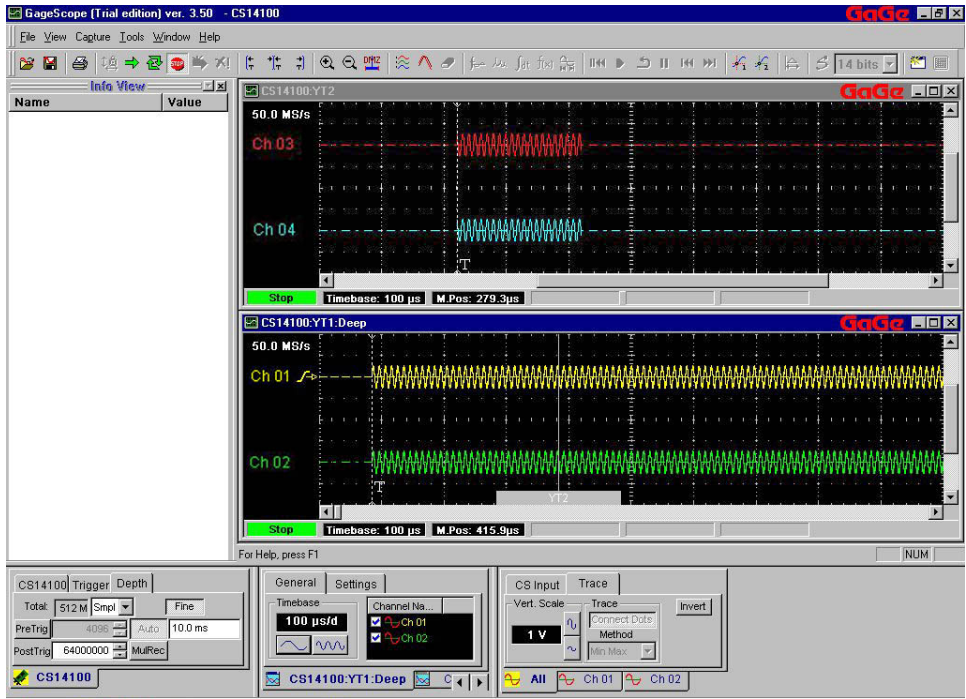 GageScope (Trial edition) ver. 3.50 - CS14100
GaGe
File View Capture Tools Window Help
STOP
DMZ
14 bits
Info View
Name Value
CS14100:YT2
GaGe
50.0 MS/s
Ch 03
Ch 04
T
Stop Timebase: 100 µs M.Pos: 279.3µs
CS14100:YT1:Deep
GaGe
50.0 MS/s
Ch 01
Ch 02
T
YT2
Stop Timebase: 100 µs M.Pos: 415.9µs
For Help, press F1
NUM
CS14100 Trigger Depth
Total: 512 M Smpl Fine
PreTrig 4096 Auto 10.0 ms
PostTrig 64000000 MulRec
CS14100
General Settings
Timebase
100 µs/d
Channel Na...
Ch 01
Ch 02
CS14100:YT1:Deep C
CS Input Trace
Vert. Scale
1 V
Trace
Connect Dots
Method
Min Max
Invert
All Ch 01 Ch 02